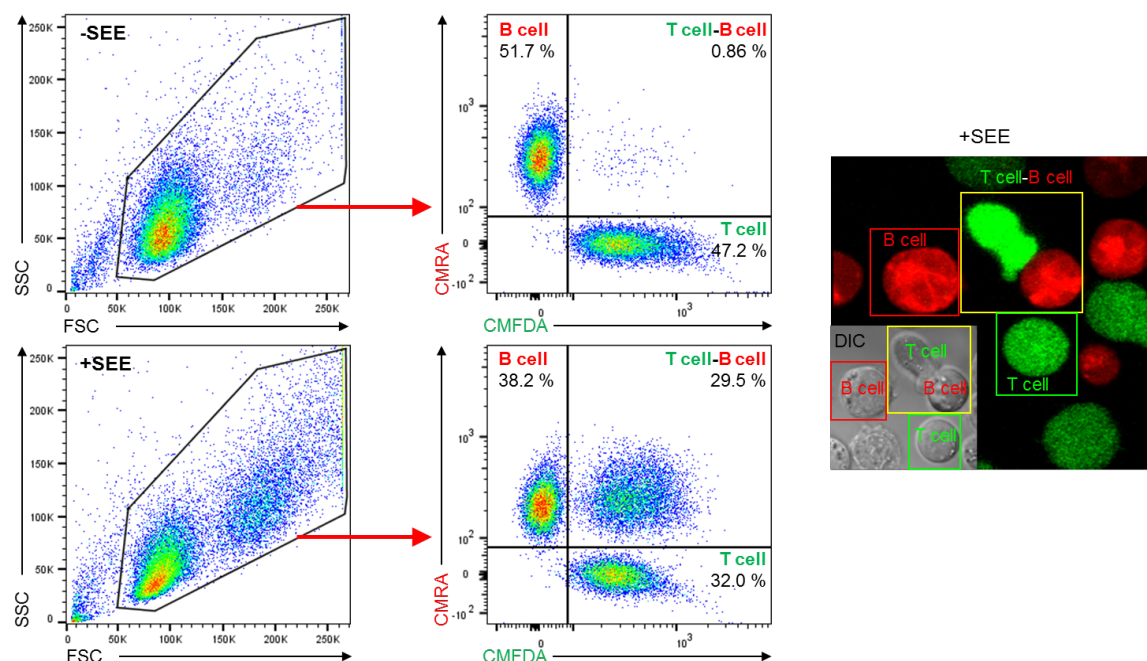 -SEE
SSC
250K
200K
150K
100K
50K
0
0 50K 100K 150K 200K 250K
FSC
B cell
51.7 %
T cell-B cell
0.86 %
T cell
47.2 %
CMRA
10³
10²
0
-10²
0 10³
CMFDA
+SEE
SSC
250K
200K
150K
100K
50K
0
0 50K 100K 150K 200K 250K
FSC
B cell
38.2 %
T cell-B cell
29.5 %
T cell
32.0 %
CMRA
10³
10²
0
-10²
0 10³
CMFDA
+SEE
T cell-B cell
B cell
T cell
DIC
T cell
B cell
B cell
T cell